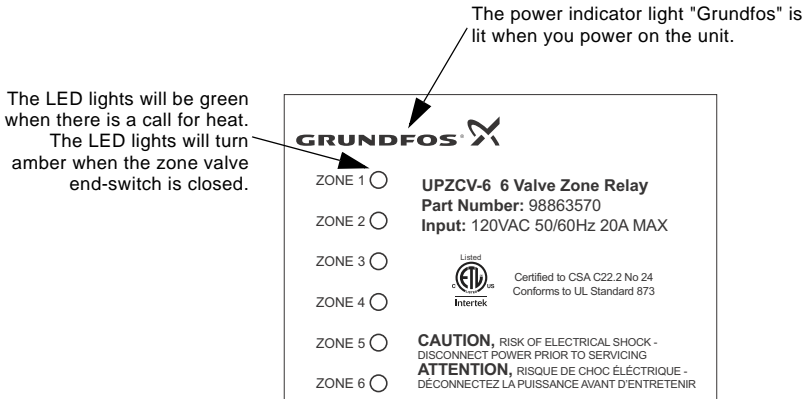 The power indicator light "Grundfos" is
lit when you power on the unit.
The LED lights will be green
when there is a call for heat.
The LED lights will turn
amber when the zone valve
end-switch is closed.
GRUNDFOS
ZONE 1
ZONE 2
ZONE 3
ZONE 4
ZONE 5
ZONE 6
UPZCV-6 6 Valve Zone Relay
Part Number: 98863570
Input: 120VAC 50/60Hz 20A MAX
Listed
C ETL US
Intertek
Certified to CSA C22.2 No 24
Conforms to UL Standard 873
CAUTION, RISK OF ELECTRICAL SHOCK -
DISCONNECT POWER PRIOR TO SERVICING
ATTENTION, RISQUE DE CHOC ÉLÉCTRIQUE -
DÉCONNECTEZ LA PUISSANCE AVANT D'ENTRETENIR